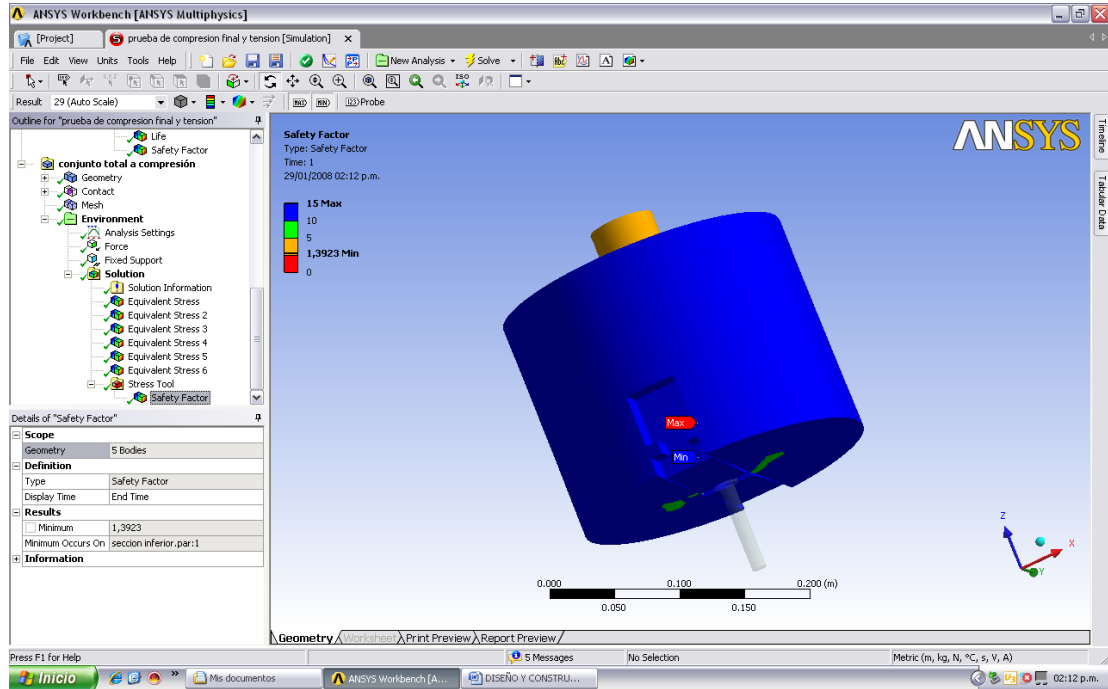 ANSYS Workbench [ANSYS Multiphysics]
[Project]
prueba de compresion final y tension [Simulation]
File Edit View Units Tools Help
New Analysis
Solve
Result 29 (Auto Scale)
MAX MIN
Probe
Outline for "prueba de compresion final y tension"
Life
Safety Factor
conjunto total a compresión
Geometry
Contact
Mesh
Environment
Analysis Settings
Force
Fixed Support
Solution
Solution Information
Equivalent Stress
Equivalent Stress 2
Equivalent Stress 3
Equivalent Stress 4
Equivalent Stress 5
Equivalent Stress 6
Stress Tool
Safety Factor
Details of "Safety Factor"
Scope
Geometry 5 Bodies
Definition
Type Safety Factor
Display Time End Time
Results
Minimum 1,3923
Minimum Occurs On seccion inferior.par:1
Information
Safety Factor
Type: Safety Factor
Time: 1
29/01/2008 02:12 p.m.
15 Max
10
5
1,3923 Min
0
ANSYS
Max
Min
Z
X
Y
0.000 0.100 0.200 (m)
0.050 0.150
Timeline
Tabular Data
Geometry Worksheet Print Preview Report Preview
Press F1 for Help
5 Messages
No Selection
Metric (m, kg, N, °C, s, V, A)
Inicio
Mis documentos
ANSYS Workbench [A...
DISEÑO Y CONSTRU...
02:12 p.m.